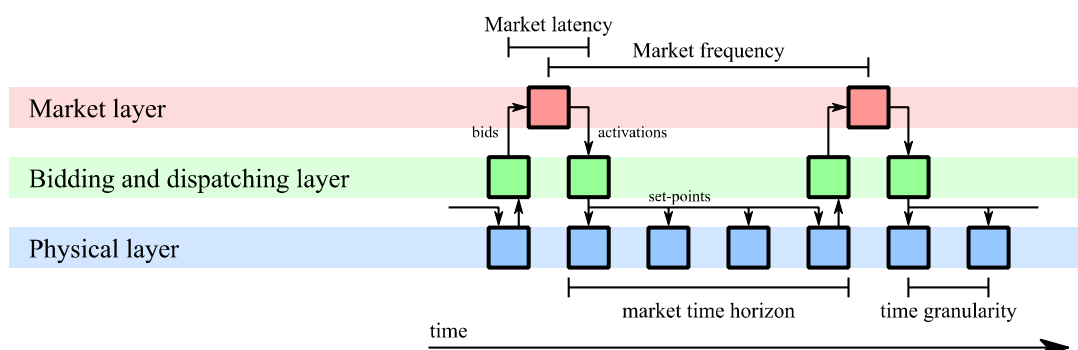 Market latency
Market frequency
Market layer
bids
activations
Bidding and dispatching layer
set-points
Physical layer
market time horizon
time granularity
time